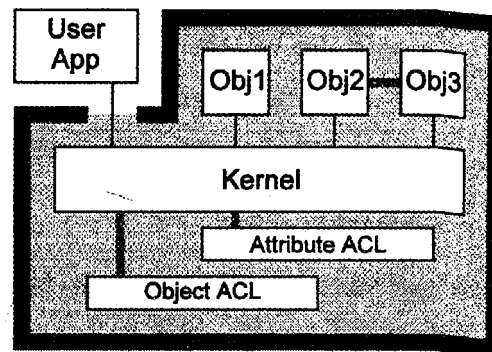 User
App
Obj1
Obj2
Obj3
Kernel
Attribute ACL
Object ACL